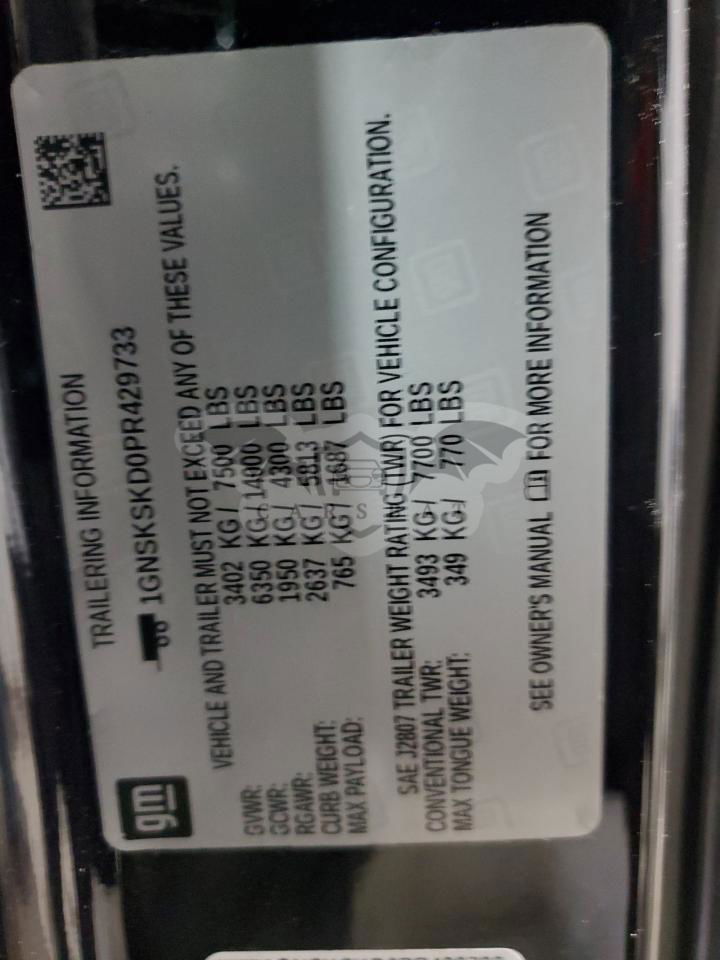 gm
TRAILERING INFORMATION
1GNSKSKD0PR429733
VEHICLE AND TRAILER MUST NOT EXCEED ANY OF THESE VALUES.
GVWR: 3402 KG/ 7500 LBS
GCWR: 6350 KG/14000 LBS
RGAWR: 1950 KG/ 4300 LBS
CURB WEIGHT: 2637 KG/ 5813 LBS
MAX PAYLOAD: 765 KG/ 1687 LBS
SAE J2807 TRAILER WEIGHT RATING (TWR) FOR VEHICLE CONFIGURATION.
CONVENTIONAL TWR: 3493 KG/ 7700 LBS
MAX TONGUE WEIGHT: 349 KG/ 770 LBS
SEE OWNER'S MANUAL FOR MORE INFORMATION